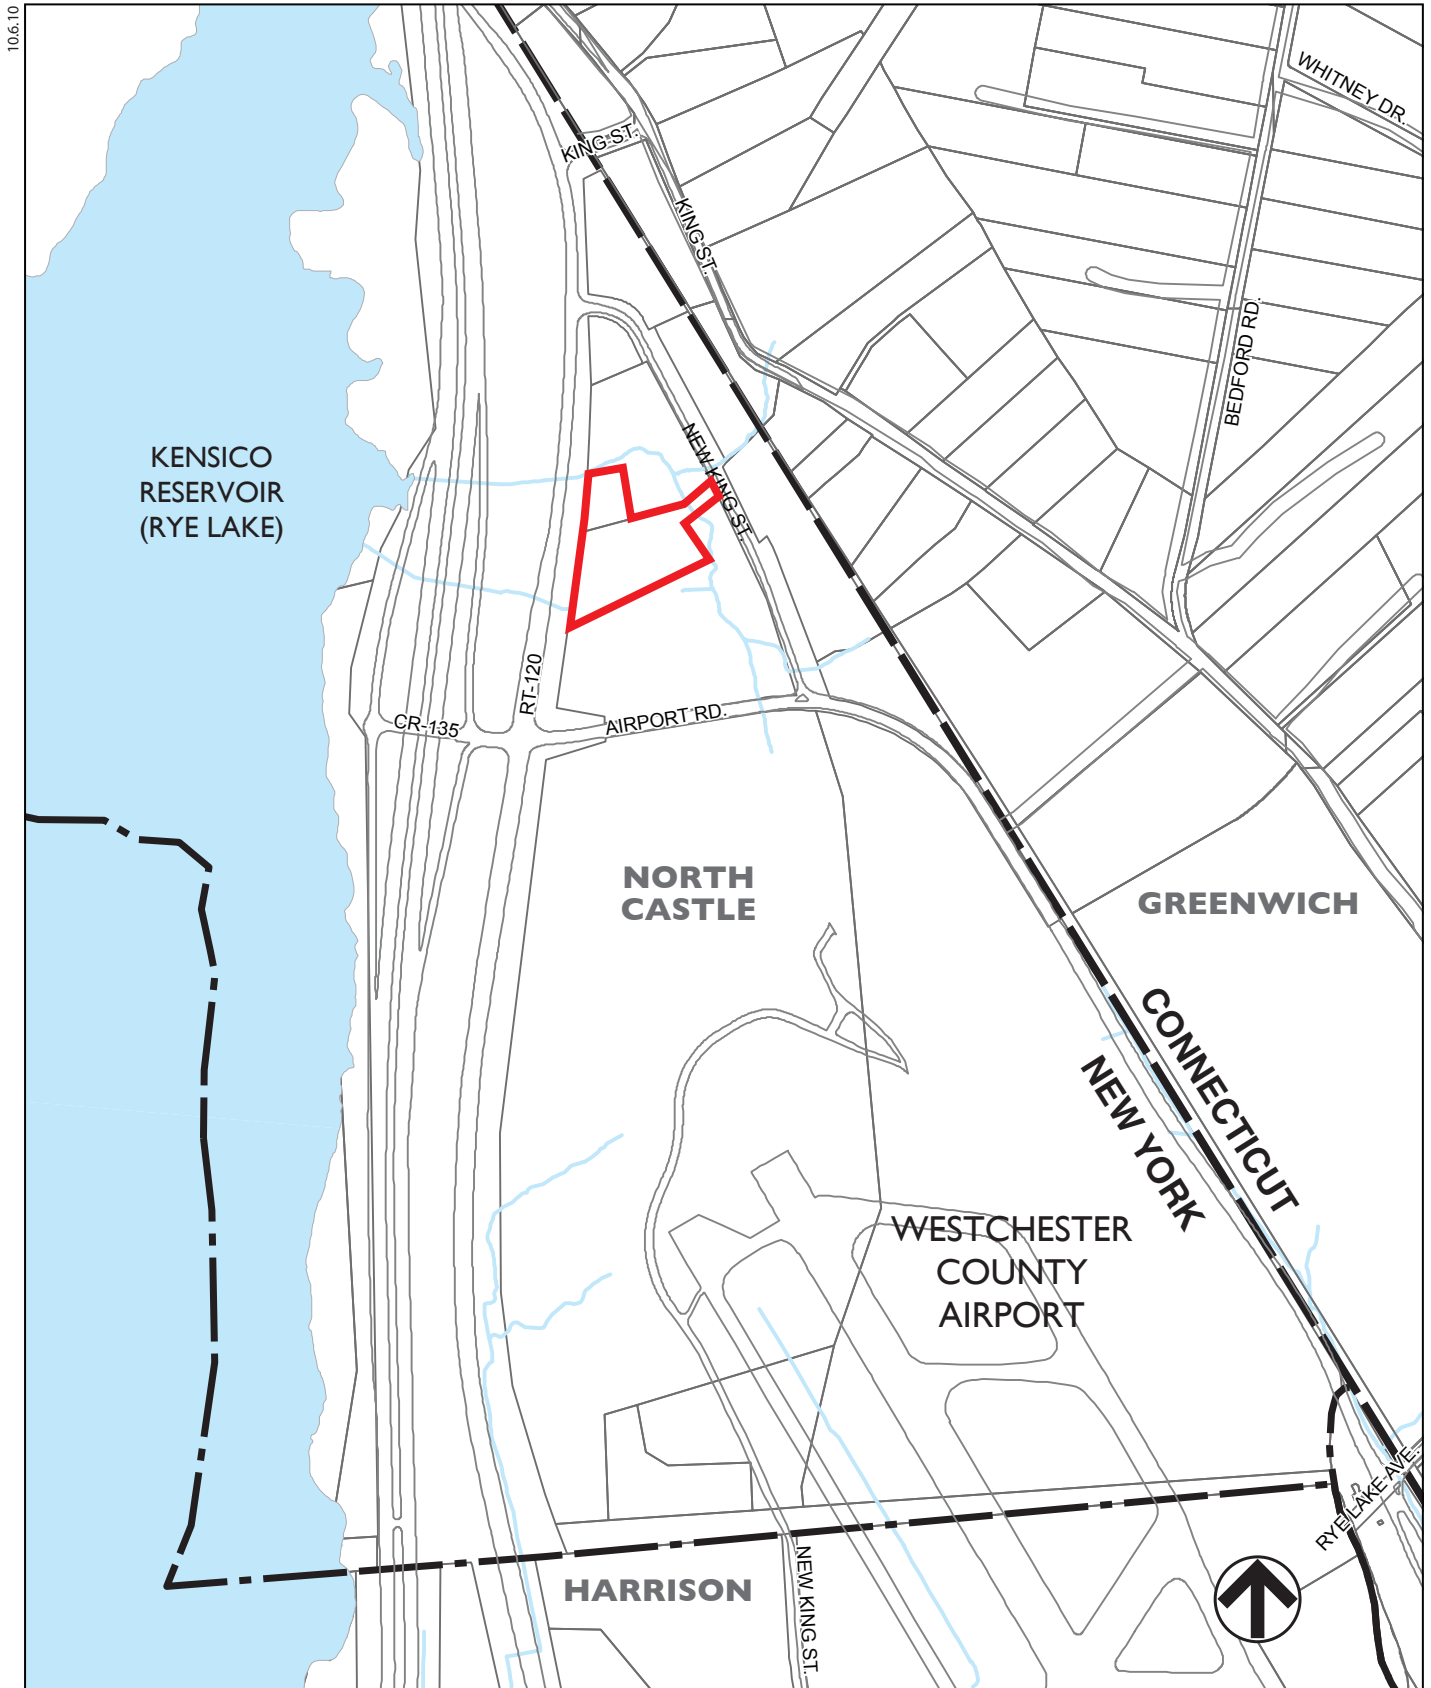 10.6.10
WHITNEY DR.
KING ST.
KING ST.
BEDFORD RD.
NEW KING ST.
KENSICO
RESERVOIR
(RYE LAKE)
RT-120
CR-135
AIRPORT RD.
NORTH
CASTLE
GREENWICH
CONNECTICUT
NEW YORK
WESTCHESTER
COUNTY
AIRPORT
RYE LAKE AVE.
NEW KING ST.
HARRISON